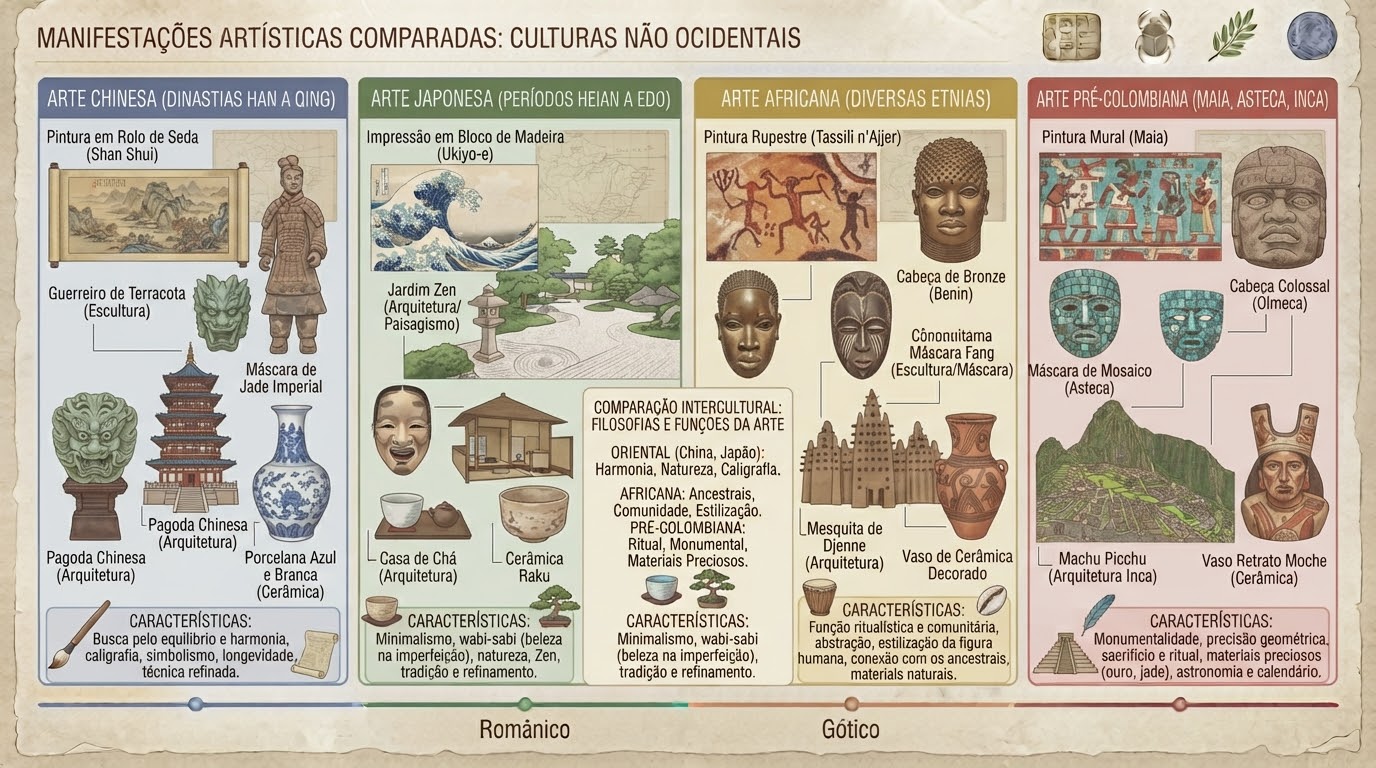 MANIFESTAÇÕES ARTÍSTICAS COMPARADAS: CULTURAS NÃO OCIDENTAIS
ARTE CHINESA (DINASTIAS HAN A QING)
Pintura em Rolo de Seda
(Shan Shui)
Guerreiro de Terracota
(Escultura)
Máscara de
Jade Imperial
Pagoda Chinesa
(Arquitetura)
Pagoda Chinesa
(Arquitetura)
Porcelana Azul
e Branca
(Cerâmica)
CARACTERÍSTICAS:
Busca pelo equilibrio e harmonia,
caligrafia, simbolismo, longevidade,
técnica refinada.
ARTE JAPONESA (PERÍODOS HEIAN A EDO)
Impressão em Bloco de Madeira
(Ukiyo-e)
Jardim Zen
(Arquitetura/
Paisagismo)
Casa de Chá
(Arquitetura)
Cerâmica
Raku
CARACTERÍSTICAS:
Minimalismo, wabi-sabi (beleza
na imperfeição), natureza, Zen,
tradição e refinamento.
COMPARAÇÃO INTERCULTURAL:
FILOSOFIAS E FUNÇOES DA ARTE
ORIENTAL (China, Japão):
Harmonia, Natureza, Caligrafla.
AFRICANA: Ancestrais,
Comunidade, Estilização.
PRÉ-COLOMBIANA:
Ritual, Monumental,
Materiais Preciosos.
CARACTERÍSTICAS:
Minimalismo, wabi-sabi
(beleza na imperfeição),
tradição e refinamento.
ARTE AFRICANA (DIVERSAS ETNIAS)
Pintura Rupestre (Tassili n'Ajjer)
Cabeça de Bronze
(Benin)
Cônonuitama
Máscara Fang
(Escultura/Máscara)
Mesquita de
Djenne
(Arquitetura)
Vaso de Cerâmica
Decorado
CARACTERÍSTICAS:
Função ritualística e comunitária,
abstração, estilização da figura
humana, conexão com os ancestrais,
materiais naturais.
ARTE PRÉ-COLOMBIANA (MAIA, ASTECA, INCA)
Pintura Mural (Maia)
Cabeça Colossal
(Olmeca)
Máscara de Mosaico
(Asteca)
Machu Picchu
(Arquitetura Inca)
Vaso Retrato Moche
(Cerâmica)
CARACTERÍSTICAS:
Monumentalidade, precisão geométrica,
saerifício e ritual, materiais preciosos
(ouro, jade), astronomia e calendário.
Românico
Gótico